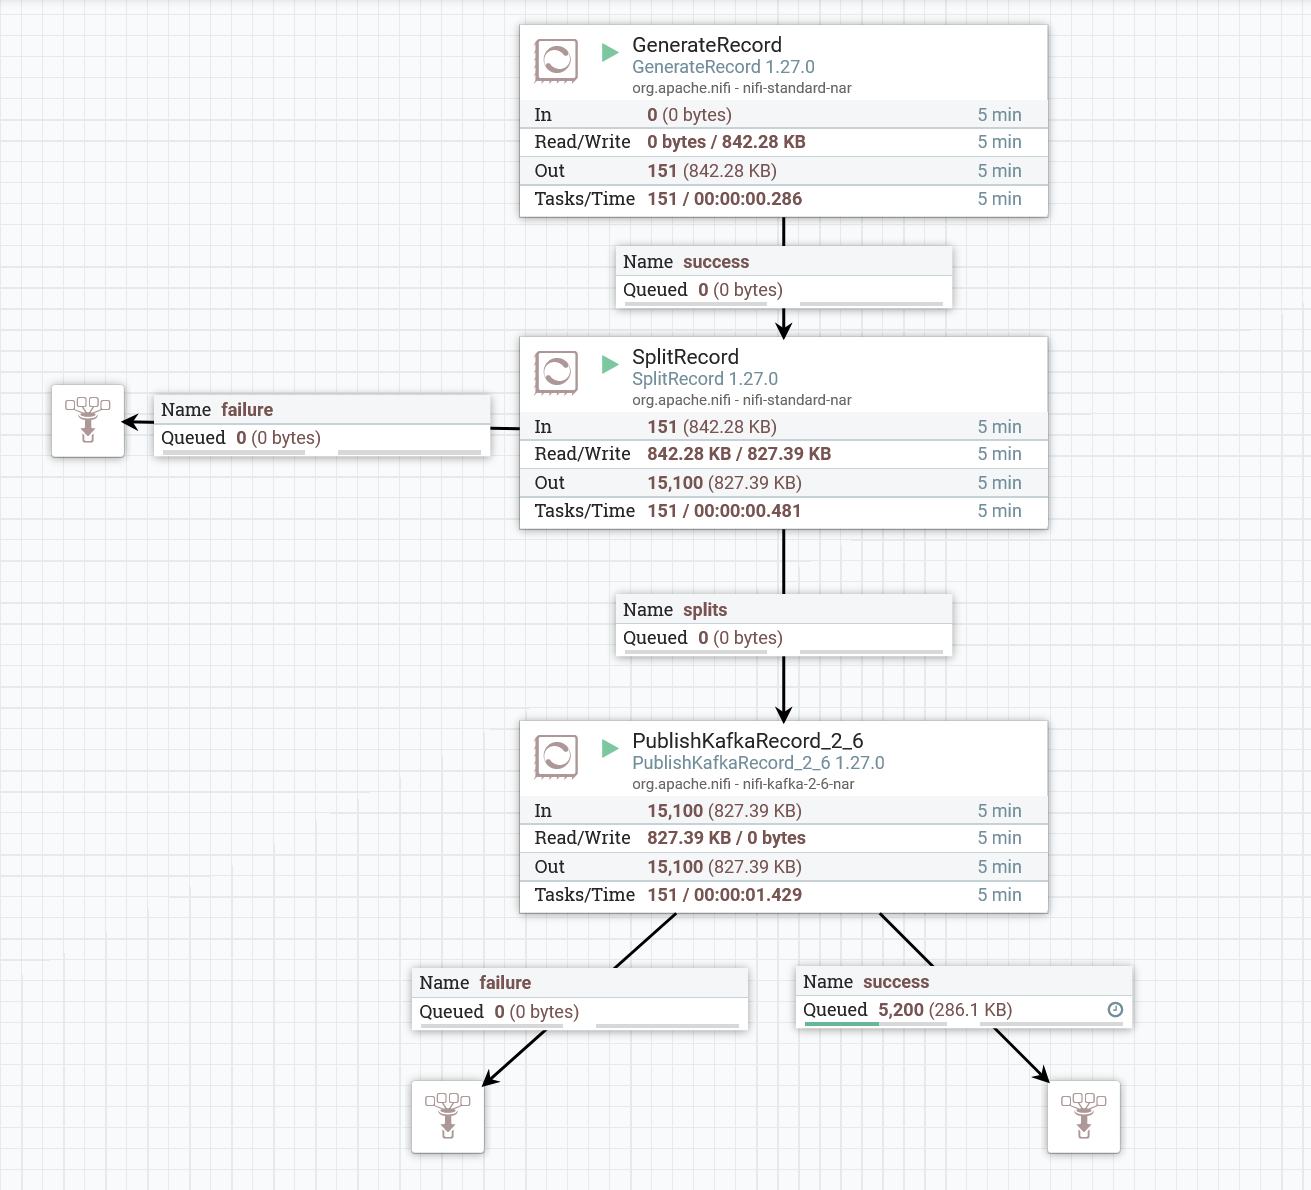 GenerateRecord
GenerateRecord 1.27.0
org.apache.nifi - nifi-standard-nar
In 0 (0 bytes) 5 min
Read/Write 0 bytes / 842.28 KB 5 min
Out 151 (842.28 KB) 5 min
Tasks/Time 151 / 00:00:00.286 5 min
Name success
Queued 0 (0 bytes)
SplitRecord
SplitRecord 1.27.0
org.apache.nifi - nifi-standard-nar
Name failure
Queued 0 (0 bytes)
In 151 (842.28 KB) 5 min
Read/Write 842.28 KB / 827.39 KB 5 min
Out 15,100 (827.39 KB) 5 min
Tasks/Time 151 / 00:00:00.481 5 min
Name splits
Queued 0 (0 bytes)
PublishKafkaRecord_2_6
PublishKafkaRecord_2_6 1.27.0
org.apache.nifi - nifi-kafka-2-6-nar
In 15,100 (827.39 KB) 5 min
Read/Write 827.39 KB / 0 bytes 5 min
Out 15,100 (827.39 KB) 5 min
Tasks/Time 151 / 00:00:01.429 5 min
Name failure
Queued 0 (0 bytes)
Name success
Queued 5,200 (286.1 KB)